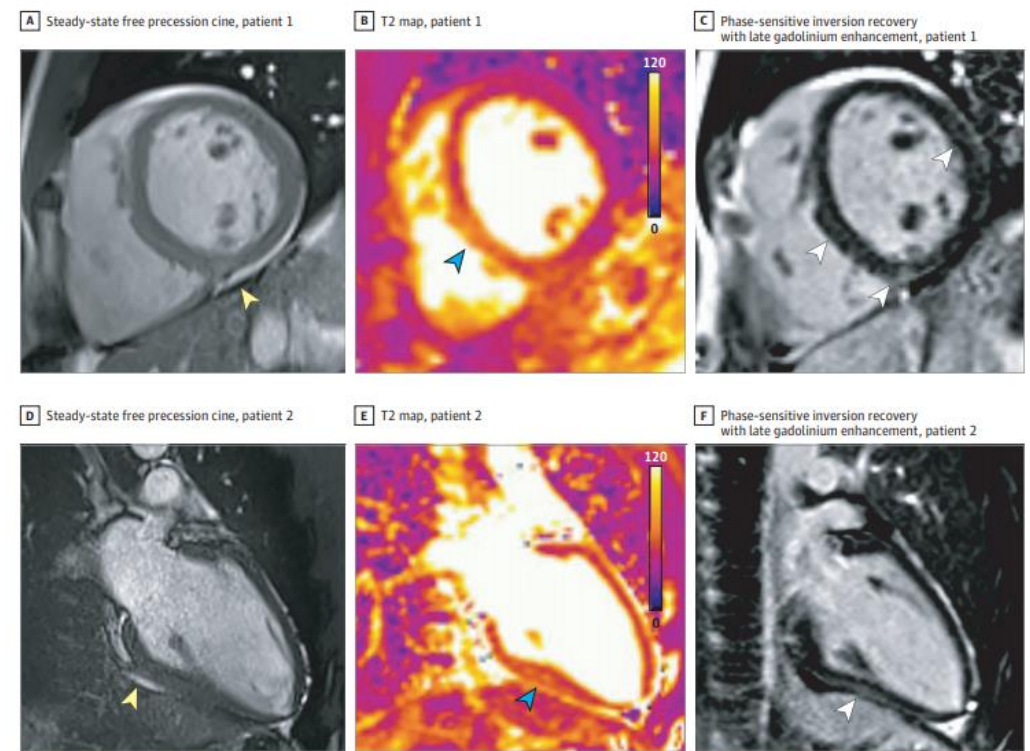 A Steady-state free precession cine, patient 1
B T2 map, patient 1
C Phase-sensitive inversion recovery
with late gadolinium enhancement, patient 1
120
0
D Steady-state free precession cine, patient 2
E T2 map, patient 2
F Phase-sensitive inversion recovery
with late gadolinium enhancement, patient 2
120
0